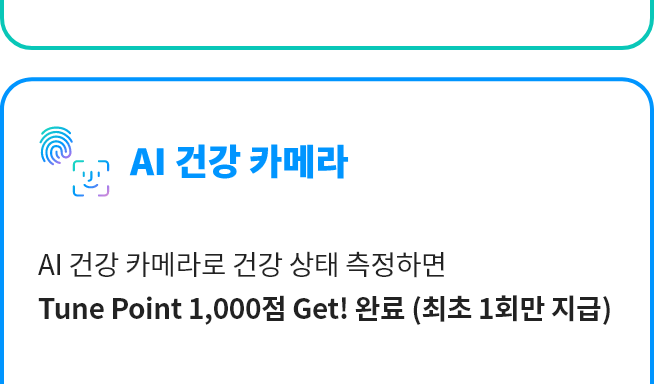 AI 건강 카메라
AI 건강 카메라로 건강 상태 측정하면
Tune Point 1,000점 Get! 완료 (최초 1회만 지급)